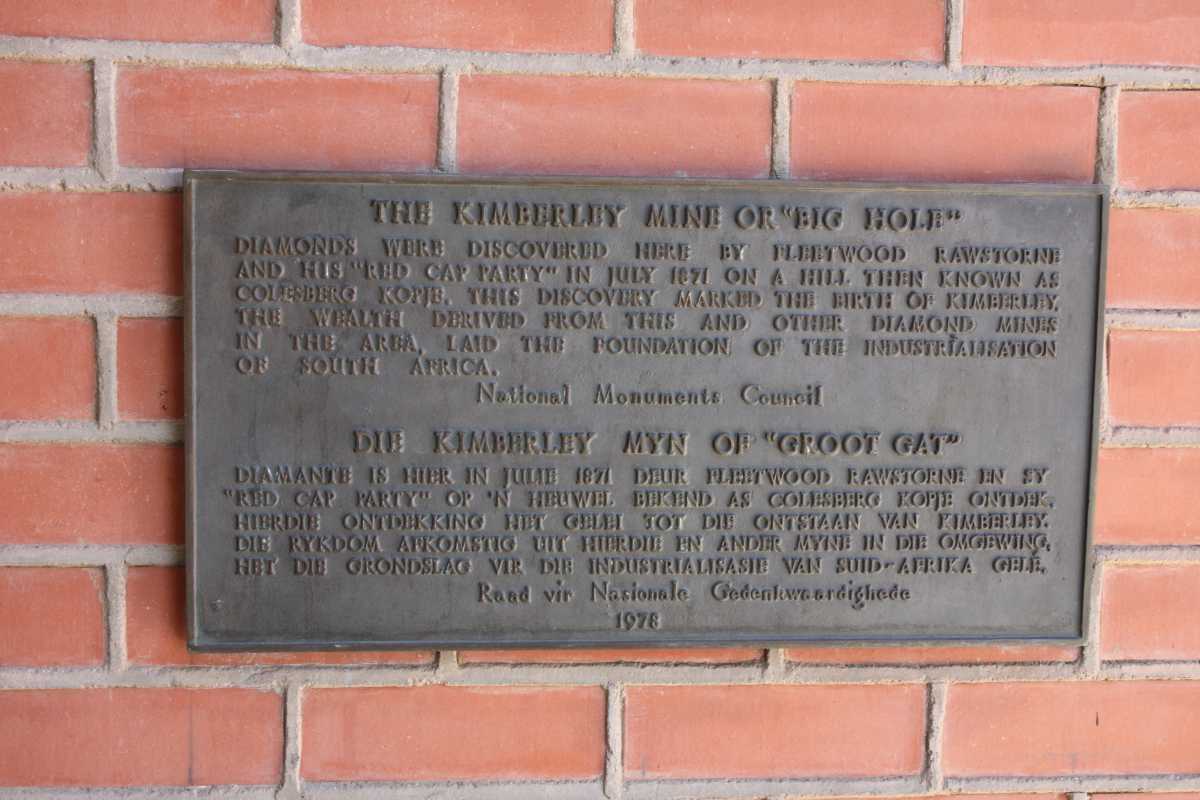 THE KIMBERLEY MINE OR "BIG HOLE"
DIAMONDS WERE DISCOVERED HERE BY FLEETWOOD RAWSTORNE
AND HIS "RED CAP PARTY" IN JULY 1871 ON A HILL THEN KNOWN AS
COLESBERG KOPJE. THIS DISCOVERY MARKED THE BIRTH OF KIMBERLEY.
THE WEALTH DERIVED FROM THIS AND OTHER DIAMOND MINES
IN THE AREA, LAID THE FOUNDATION OF THE INDUSTRIALISATION
OF SOUTH AFRICA.
National Monuments Council
DIE KIMBERLEY MYN OF "GROOT GAT"
DIAMANTE IS HIER IN JULIE 1871 DEUR FLEETWOOD RAWSTORNE EN SY
"RED CAP PARTY" OP 'N HEUWEL BEKEND AS COLESBERG KOPJE ONTDEK.
HIERDIE ONTDEKKING HET GELEI TOT DIE ONTSTAAN VAN KIMBERLEY.
DIE RYKDOM AFKOMSTIG UIT HIERDIE EN ANDER MYNE IN DIE OMGEWING,
HET DIE GRONDSLAG VIR DIE INDUSTRIALISASIE VAN SUID-AFRIKA GELÊ.
Raad vir Nasionale Gedenkwaardighede
1978